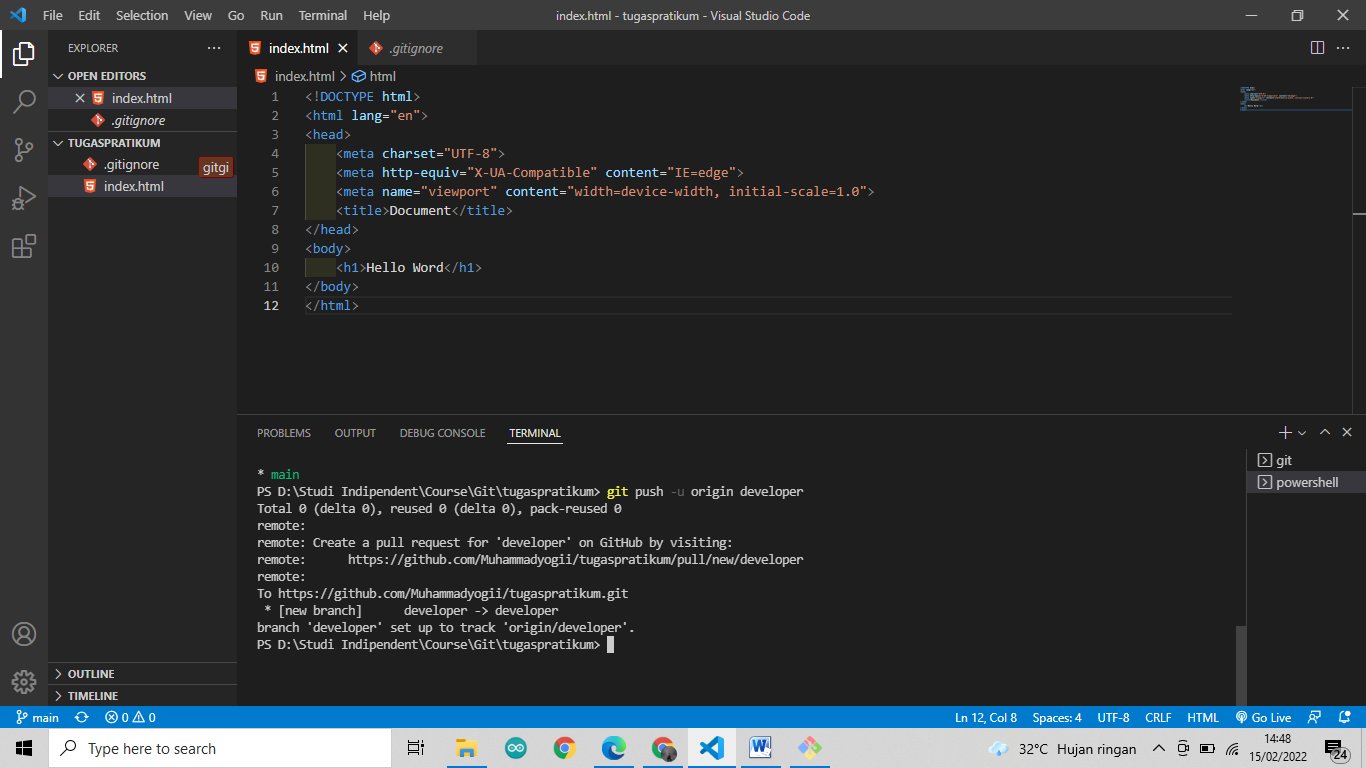 File Edit Selection View Go Run Terminal Help
index.html - tugaspratikum - Visual Studio Code
EXPLORER
OPEN EDITORS
index.html
.gitignore
TUGASPRATIKUM
.gitignore
gitgi
index.html
OUTLINE
TIMELINE
index.html
.gitignore
index.html > html
1 <!DOCTYPE html>
2 <html lang="en">
3 <head>
4 <meta charset="UTF-8">
5 <meta http-equiv="X-UA-Compatible" content="IE=edge">
6 <meta name="viewport" content="width=device-width, initial-scale=1.0">
7 <title>Document</title>
8 </head>
9 <body>
10 <h1>Hello Word</h1>
11 </body>
12 </html>
PROBLEMS OUTPUT DEBUG CONSOLE TERMINAL
* main
PS D:\Studi Indipendent\Course\Git\tugaspratikum> git push -u origin developer
Total 0 (delta 0), reused 0 (delta 0), pack-reused 0
remote:
remote: Create a pull request for 'developer' on GitHub by visiting:
remote: https://github.com/Muhammadyogii/tugaspratikum/pull/new/developer
remote:
To https://github.com/Muhammadyogii/tugaspratikum.git
* [new branch] developer -> developer
branch 'developer' set up to track 'origin/developer'.
PS D:\Studi Indipendent\Course\Git\tugaspratikum>
git
powershell
main 0 0
Ln 12, Col 8 Spaces: 4 UTF-8 CRLF HTML Go Live
Type here to search
32°C Hujan ringan
14:48
15/02/2022
24